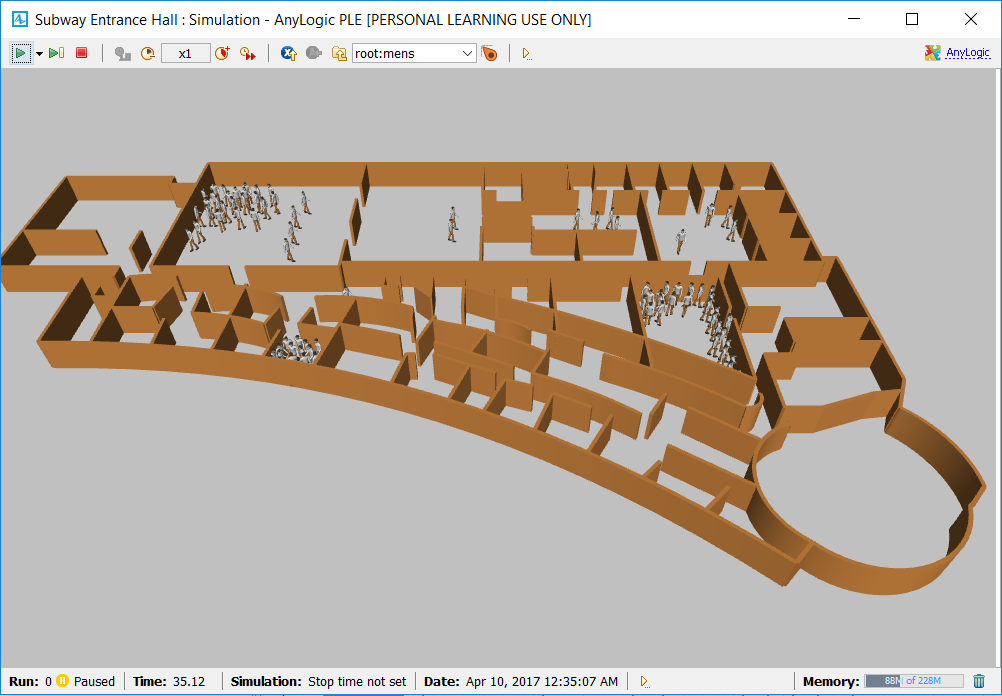 Subway Entrance Hall : Simulation - AnyLogic PLE [PERSONAL LEARNING USE ONLY]
x1 root:mens AnyLogic
Run: 0 Paused Time: 35.12 Simulation: Stop time not set Date: Apr 10, 2017 12:35:07 AM Memory: 88M of 228M